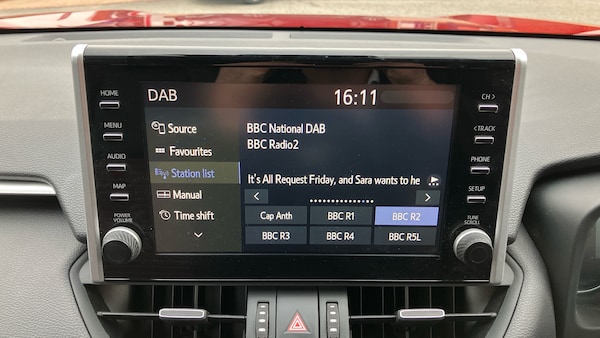 HOME
MENU
AUDIO
MAP
POWER
VOLUME
DAB 16:11
Source
Favourites
Station list
Manual
Time shift
BBC National DAB
BBC Radio2
It's All Request Friday, and Sara wants to he
Cap Anth BBC R1 BBC R2
BBC R3 BBC R4 BBC R5L
CH >
< TRACK
PHONE
SETUP
TUNE
SCROLL